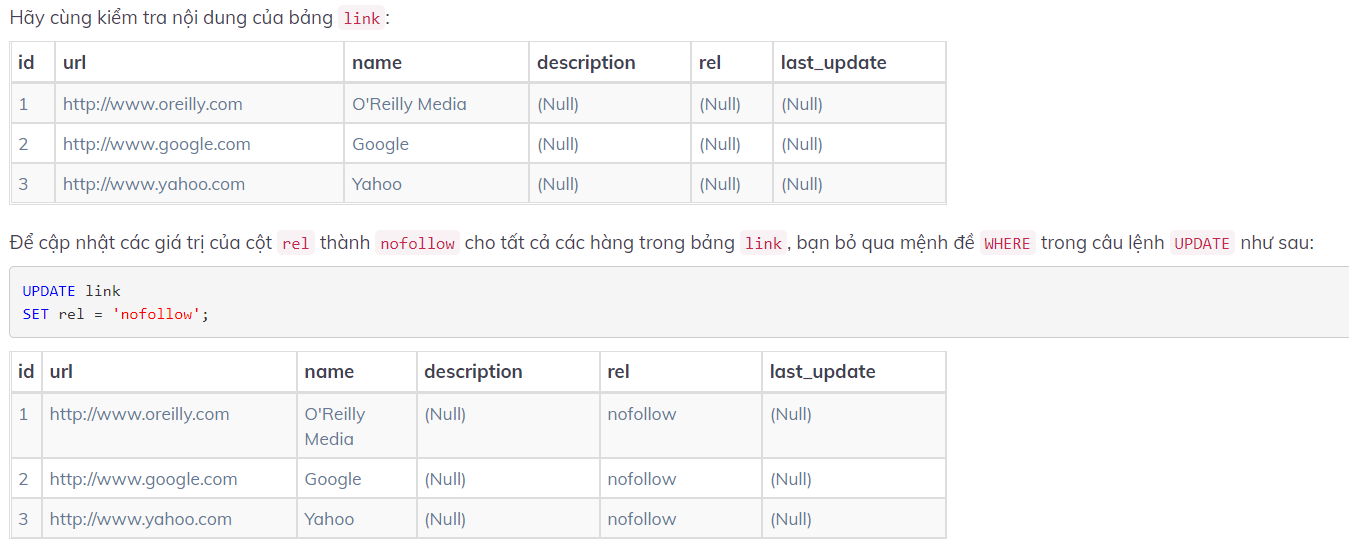 Hãy cùng kiểm tra nội dung của bảng link:
id url name description rel last_update
1 http://www.oreilly.com O'Reilly Media (Null) (Null) (Null)
2 http://www.google.com Google (Null) (Null) (Null)
3 http://www.yahoo.com Yahoo (Null) (Null) (Null)
Để cập nhật các giá trị của cột rel thành nofollow cho tất cả các hàng trong bảng link, bạn bỏ qua mệnh đề WHERE trong câu lệnh UPDATE như sau:
UPDATE link
SET rel = 'nofollow';
id url name description rel last_update
1 http://www.oreilly.com O'Reilly (Null) nofollow (Null)
Media
2 http://www.google.com Google (Null) nofollow (Null)
3 http://www.yahoo.com Yahoo (Null) nofollow (Null)